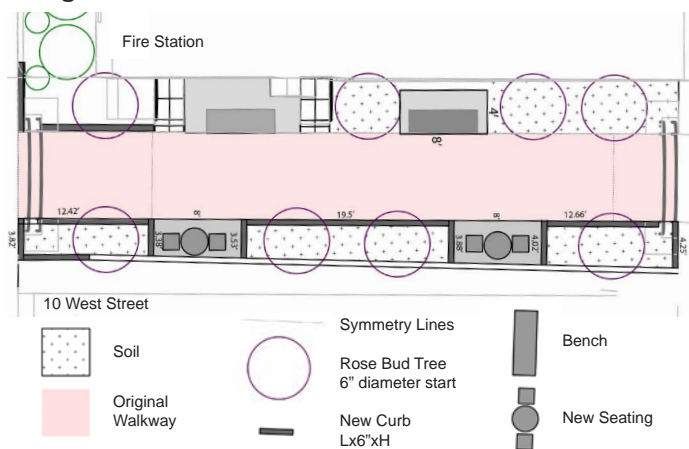 Fire Station
4'
8'
12.42'
8'
19.5'
8'
12.66'
3.82'
3.38'
3.53'
3.88'
4.02'
4.25'
10 West Street
Soil
Original
Walkway
Symmetry Lines
Rose Bud Tree
6” diameter start
New Curb
Lx6”xH
Bench
New Seating